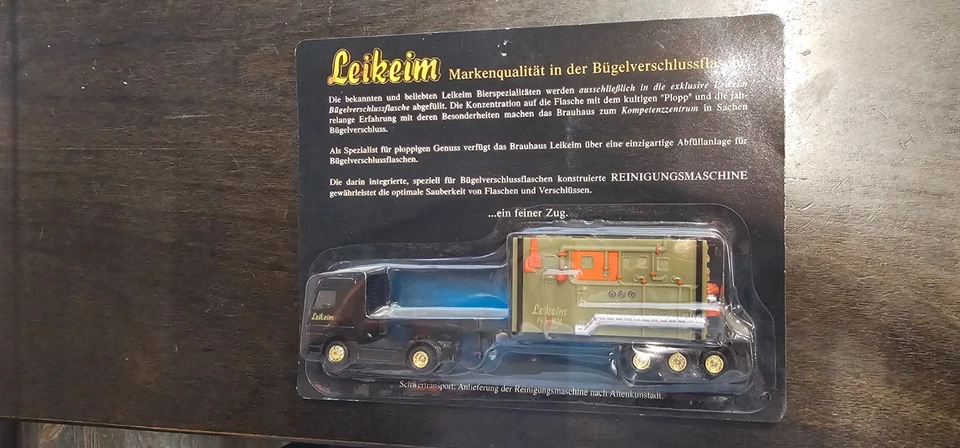 Leikeim Markenqualität in der Bügelverschlussflasche.
Die bekannten und beliebten Leikeim Bierspezialitäten werden ausschließlich in die exklusive Leikeim
Bügelverschlussflasche abgefüllt. Die Konzentration auf die Flasche mit dem kultigen "Plopp" und die jah-
relange Erfahrung mit deren Besonderheiten machen das Brauhaus zum Kompetenzzentrum in Sachen
Bügelverschluss.
Als Spezialist für ploppigen Genuss verfügt das Brauhaus Leikeim über eine einzigartige Abfüllanlage für
Bügelverschlussflaschen.
Die darin integrierte, speziell für Bügelverschlussflaschen konstruierte REINIGUNGSMASCHINE
gewährleistet die optimale Sauberkeit von Flaschen und Verschlüssen.
...ein feiner Zug.
Leikeim
Leikeim
Schwertransport: Anlieferung der Reinigungsmaschine nach Altenkunstadt.